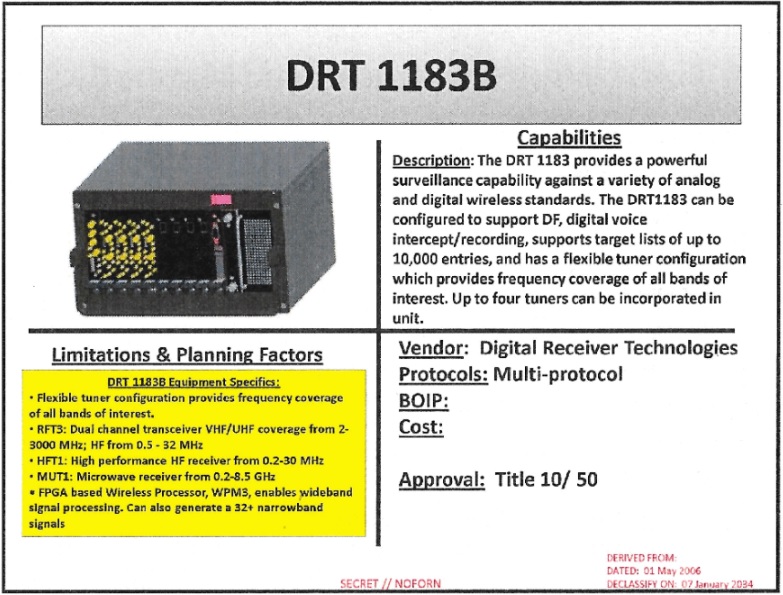 DRT 1183B
Capabilities
Description: The DRT 1183 provides a powerful
surveillance capability against a variety of analog
and digital wireless standards. The DRT1183 can be
configured to support DF, digital voice
intercept/recording, supports target lists of up to
10,000 entries, and has a flexible tuner configuration
which provides frequency coverage of all bands of
interest. Up to four tuners can be incorporated in
unit.
Limitations & Planning Factors
DRT 1183B Equipment Specifics:
• Flexible tuner configuration provides frequency coverage
of all bands of interest.
• RFT3: Dual channel transceiver VHF/UHF coverage from 2-
3000 MHz; HF from 0.5 - 32 MHz
• HFT1: High performance HF receiver from 0.2-30 MHz
• MUT1: Microwave receiver from 0.2-8.5 GHz
• FPGA based Wireless Processor, WPM3, enables wideband
signal processing. Can also generate a 32+ narrowband
signals
Vendor: Digital Receiver Technologies
Protocols: Multi-protocol
BOIP:
Cost:
Approval: Title 10/ 50
SECRET // NOFORN
DERIVED FROM:
DATED: 01 May 2006
DECLASSIFY ON: 07 January 2034